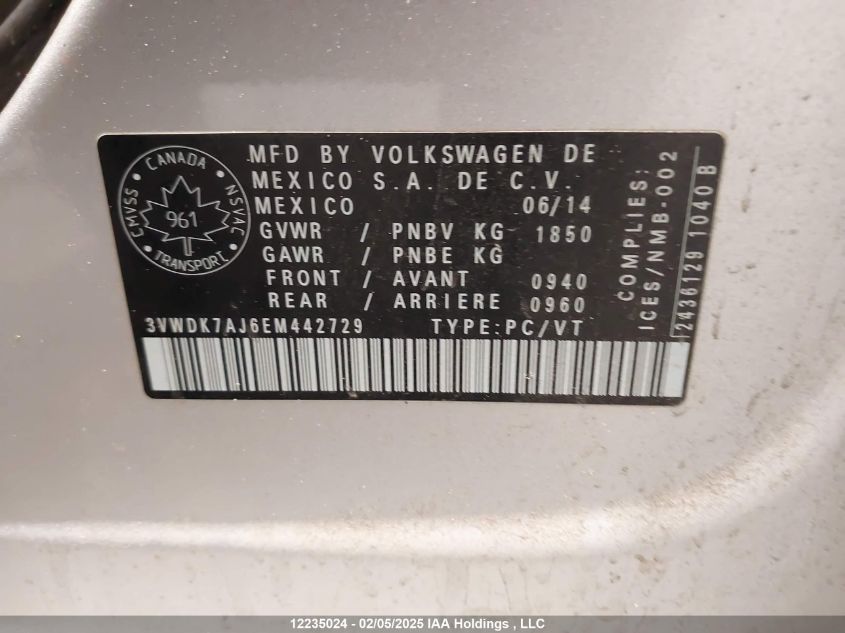 CANADA
CMVSS
NSVAC
961
TRANSPORT
MFD BY VOLKSWAGEN DE
MEXICO S.A. DE C.V.
MEXICO 06/14
GVWR / PNBV KG 1850
GAWR / PNBE KG
FRONT / AVANT 0940
REAR / ARRIERE 0960
3VWDK7AJ6EM442729 TYPE:PC/VT
COMPLIES:
ICES/NMB-002
2436129 1040 B
12235024 - 02/05/2025 IAA Holdings , LLC